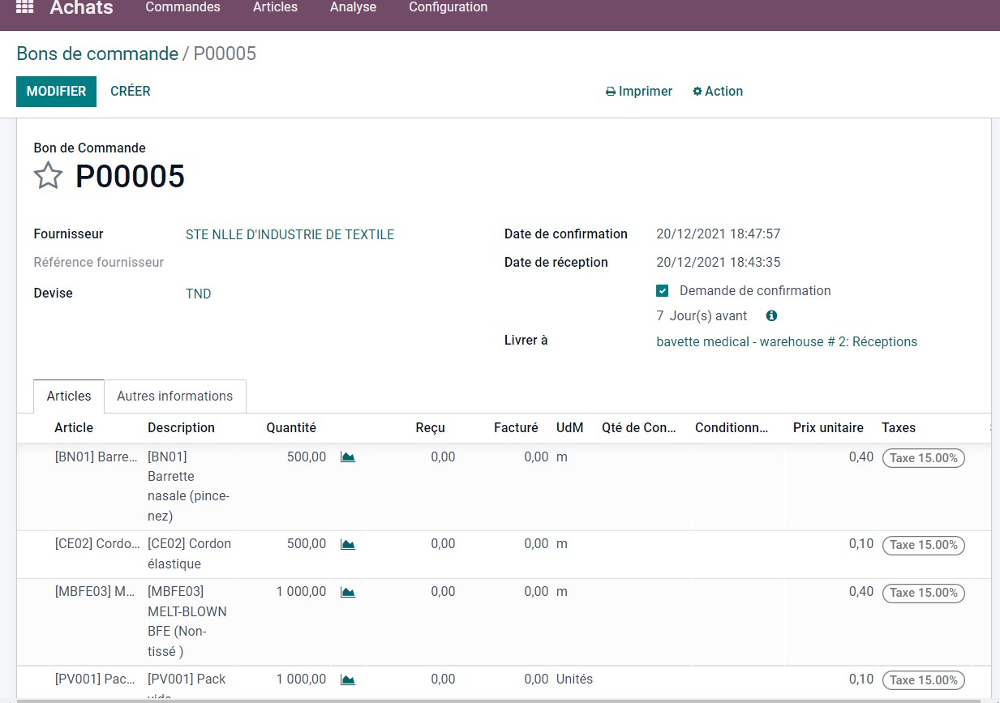 Achats Commandes Articles Analyse Configuration
Bons de commande / P00005
MODIFIER CRÉER Imprimer Action
Bon de Commande
P00005
Fournisseur STE NLLE D'INDUSTRIE DE TEXTILE
Référence fournisseur
Devise TND
Date de confirmation 20/12/2021 18:47:57
Date de réception 20/12/2021 18:43:35
Demande de confirmation
7 Jour(s) avant
Livrer à bavette medical - warehouse # 2: Réceptions
Articles Autres informations
Article Description Quantité Reçu Facturé UdM Qté de Con... Conditionn... Prix unitaire Taxes
[BN01] Barre... [BN01] 500,00 0,00 0,00 m 0,40 Taxe 15.00%
Barrette
nasale (pince-
nez)
[CE02] Cordo... [CE02] Cordon 500,00 0,00 0,00 m 0,10 Taxe 15.00%
élastique
[MBFE03] M... [MBFE03] 1 000,00 0,00 0,00 m 0,40 Taxe 15.00%
MELT-BLOWN
BFE (Non-
tissé )
[PV001] Pac... [PV001] Pack 1 000,00 0,00 0,00 Unités 0,10 Taxe 15.00%